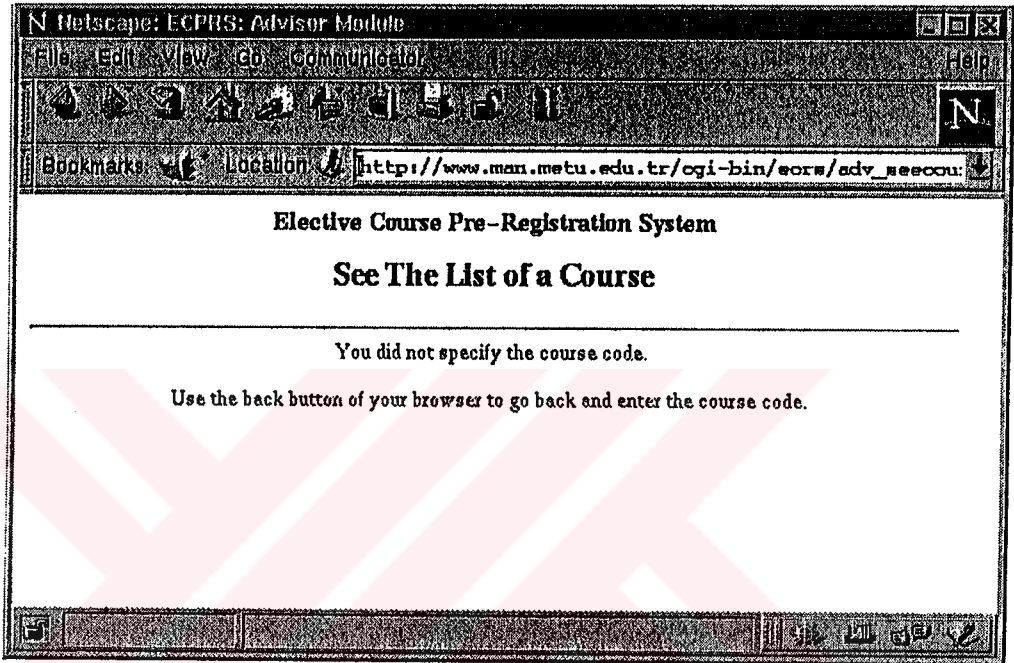 N Netscape: ECPRS: Advisor Module
File Edit View Go Communicator Help
N
Bookmarks Location http://www.man.metu.edu.tr/cgi-bin/ecrs/adv_seecou
Elective Course Pre-Registration System
See The List of a Course
You did not specify the course code.
Use the back button of your browser to go back and enter the course code.